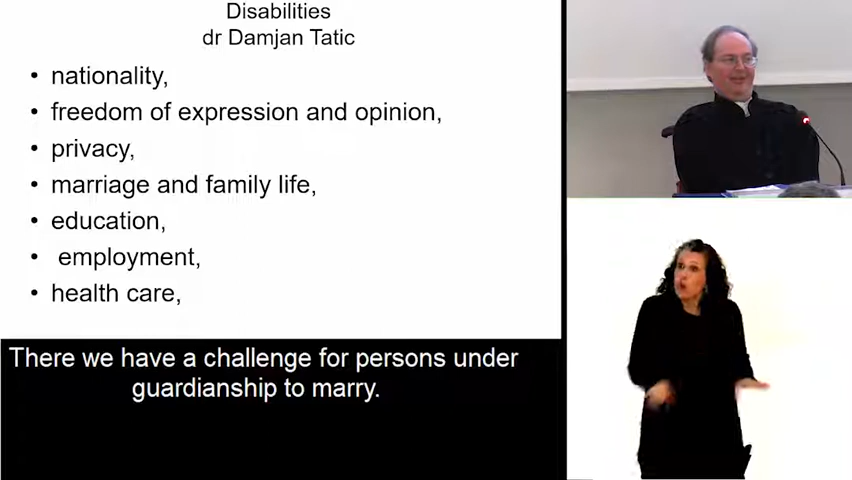 Disabilities
dr Damjan Tatic
• nationality,
• freedom of expression and opinion,
• privacy,
• marriage and family life,
• education,
• employment,
• health care,
There we have a challenge for persons under
guardianship to marry.